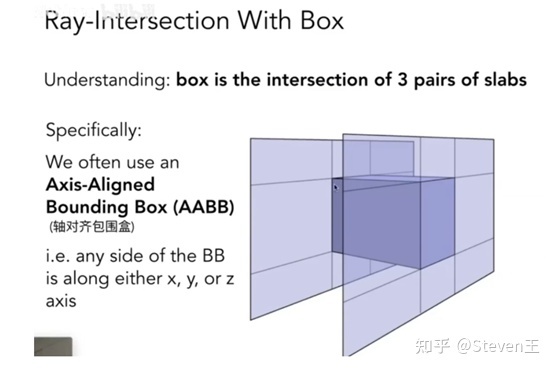 Ray-Intersection With Box
Understanding: box is the intersection of 3 pairs of slabs
Specifically:
We often use an
Axis-Aligned
Bounding Box (AABB)
(轴对齐包围盒)
i.e. any side of the BB
is along either x, y, or z
axis
知乎 @Steven王